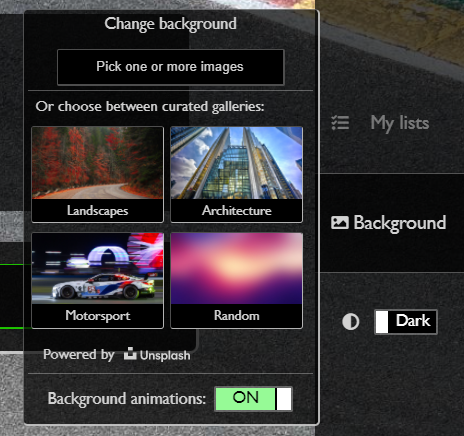 Change background
Pick one or more images
Or choose between curated galleries:
Landscapes
Architecture
Motorsport
Random
Powered by Unsplash
Background animations: ON
My lists
Background
Dark